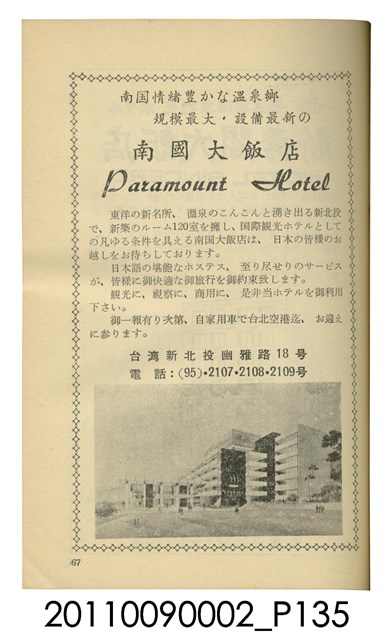 南国情緒豊かな温泉郷
規模最大・設備最新の
南國大飯店
Paramount Hotel
東洋の新名所、温泉のこんこんと湧き出る新北投
で、新築のルーム120室を擁し、国際観光ホテルとして
の凡ゆる条件を具える南国大飯店は、日本の皆様のお
越しをお待ちしております。
日本語の堪能なホステス、至り尽せりのサービス
が、皆様に御快適な御旅行を御約束致します。
観光に、視察に、商用に、是非当ホテルを御利用
下さい。
御一報有り次第、自家用車で台北空港迄、お迎え
に参ります。
台湾新北投幽雅路18号
電話：(95)・2107・2108・2109号
67
20110090002_P135